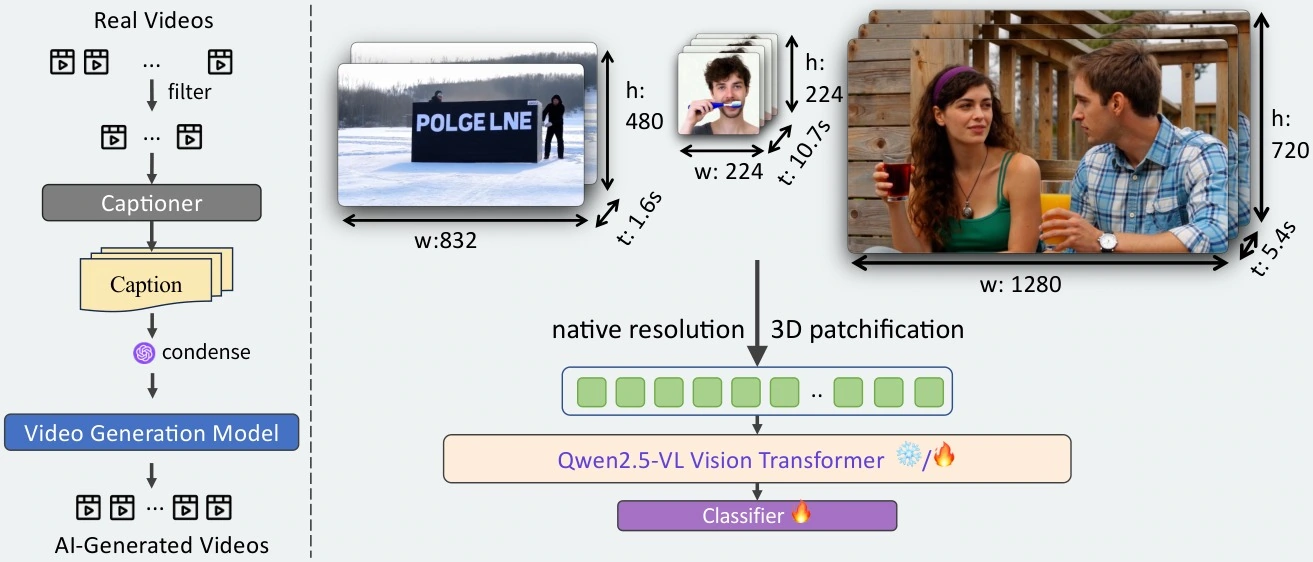 Real Videos
...
filter
...
Captioner
Caption
condense
Video Generation Model
...
AI-Generated Videos
POLGE LNE
h:
480
w:832
t: 1.6s
h:
224
w: 224
t: 10.7s
h:
720
w: 1280
t: 5.4s
native resolution 3D patchification
..
Qwen2.5-VL Vision Transformer /
Classifier